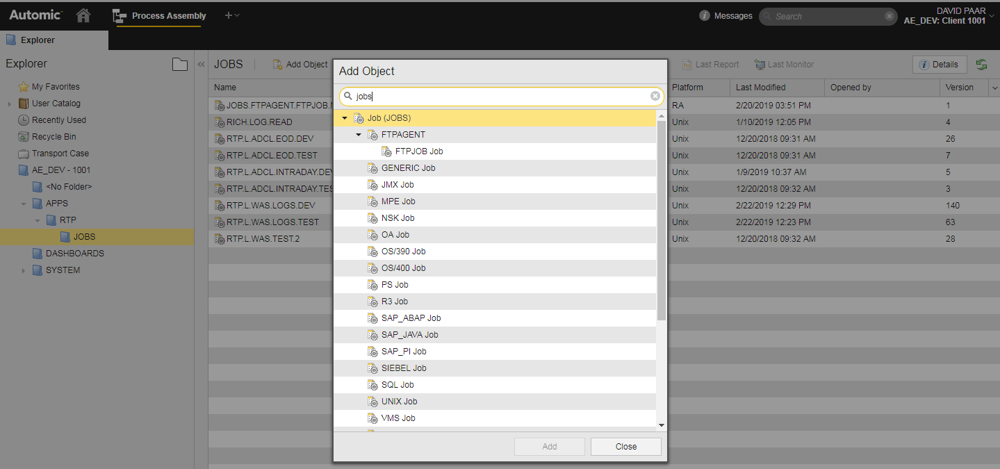 Automic
Process Assembly
Messages
Search
DAVID PAAR
AE_DEV: Client 1001
Explorer
Explorer
My Favorites
User Catalog
Recently Used
Recycle Bin
Transport Case
AE_DEV - 1001
<No Folder>
APPS
RTP
JOBS
DASHBOARDS
SYSTEM
JOBS
Add Object
Last Report
Last Monitor
Details
Name
Platform
Last Modified
Opened by
Version
JOBS.FTPAGENT.FTPJOB.
RA
2/20/2019 03:51 PM
1
RICH.LOG.READ
Unix
1/10/2019 12:05 PM
4
RTP.L.ADCL.EOD.DEV
Unix
12/20/2018 09:31 AM
26
RTP.L.ADCL.EOD.TEST
Unix
12/20/2018 09:31 AM
7
RTP.L.ADCL.INTRADAY.DEV
Unix
1/9/2019 10:37 AM
5
RTP.L.ADCL.INTRADAY.TES
Unix
12/20/2018 09:32 AM
3
RTP.L.WAS.LOGS.DEV
Unix
2/22/2019 12:29 PM
140
RTP.L.WAS.LOGS.TEST
Unix
2/22/2019 12:23 PM
63
RTP.L.WAS.TEST.2
Unix
12/20/2018 09:32 AM
28
Add Object
jobs
Job (JOBS)
FTPAGENT
FTPJOB Job
GENERIC Job
JMX Job
MPE Job
NSK Job
OA Job
OS/390 Job
OS/400 Job
PS Job
R3 Job
SAP_ABAP Job
SAP_JAVA Job
SAP_PI Job
SIEBEL Job
SQL Job
UNIX Job
VMS Job
Add
Close